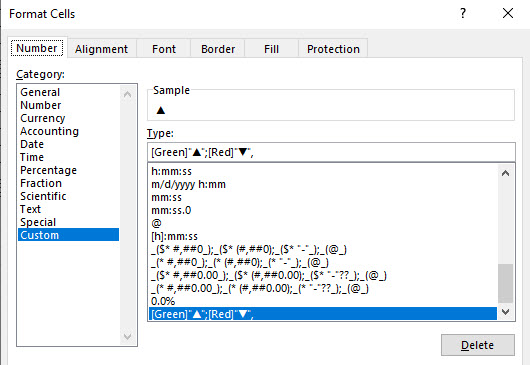 Format Cells ? ×
Number Alignment Font Border Fill Protection
Category:
General
Number
Currency
Accounting
Date
Time
Percentage
Fraction
Scientific
Text
Special
Custom
Sample
▲
Type:
[Green]"▲";[Red]"▼",
h:mm:ss
m/d/yyyy h:mm
mm:ss
mm:ss.0
@
[h]:mm:ss
_($* #,##0_);_($* (#,##0);_($* "-"_);_(@_)
_(* #,##0_);_(* (#,##0);_(* "-"_);_(@_)
_($* #,##0.00_);_($* (#,##0.00);_($* "-"??_);_(@_)
_(* #,##0.00_);_(* (#,##0.00);_(* "-"??_);_(@_)
0.0%
[Green]"▲";[Red]"▼",
Delete